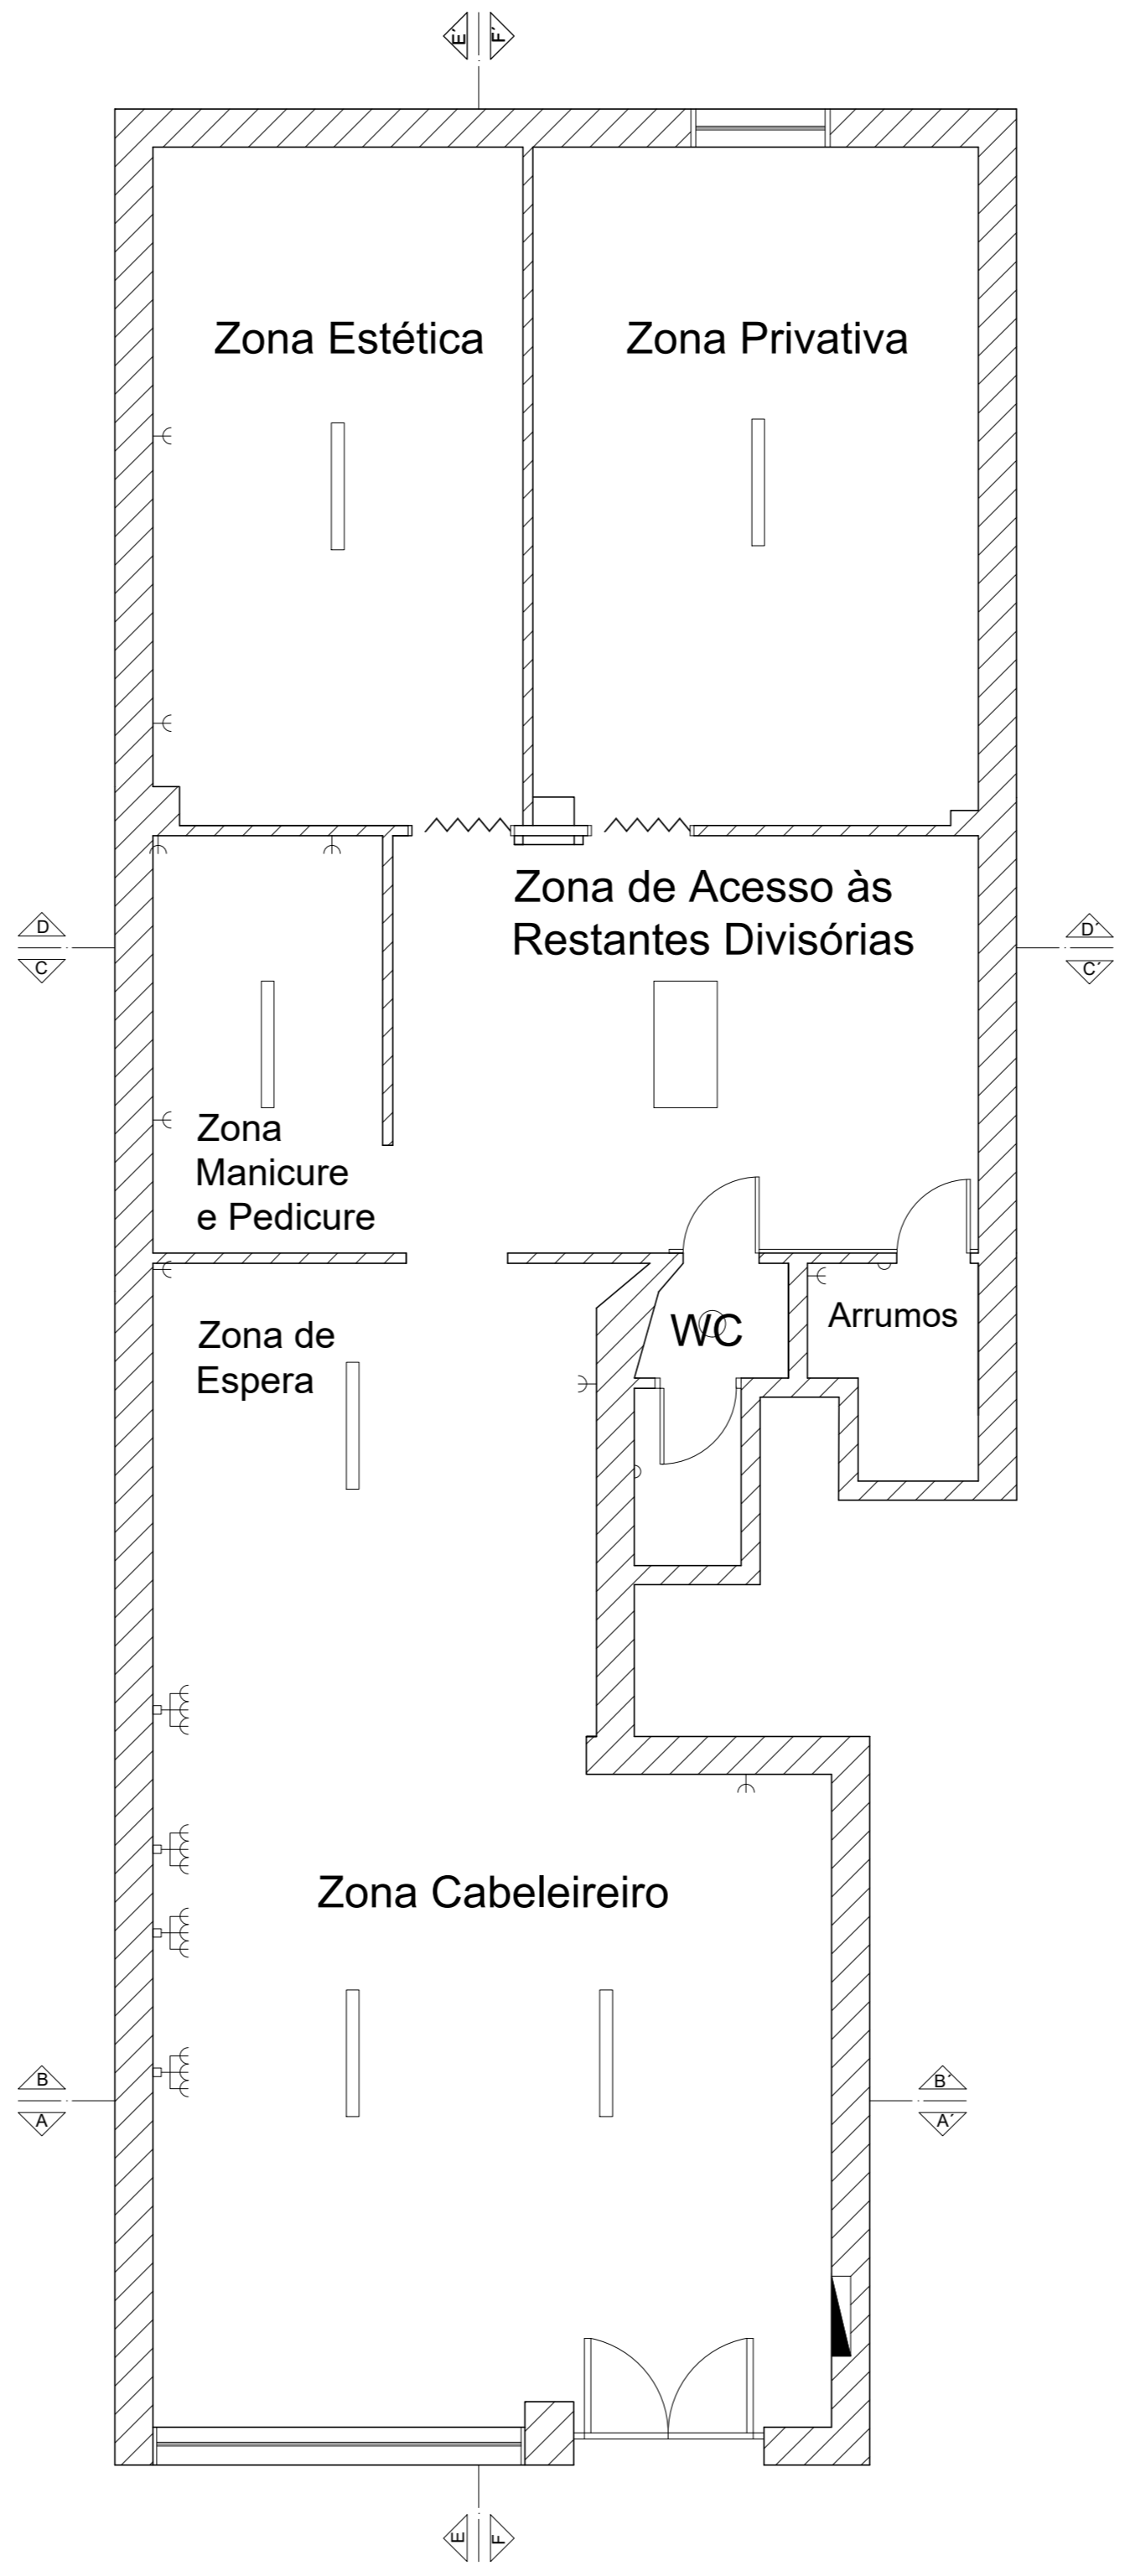 E` F`
Zona Estética
Zona Privativa
Zona de Acesso às
Restantes Divisórias
D
C
D´
C´
Zona
Manicure
e Pedicure
WC
Arrumos
Zona de
Espera
Zona Cabeleireiro
B
A
B´
A´
E F